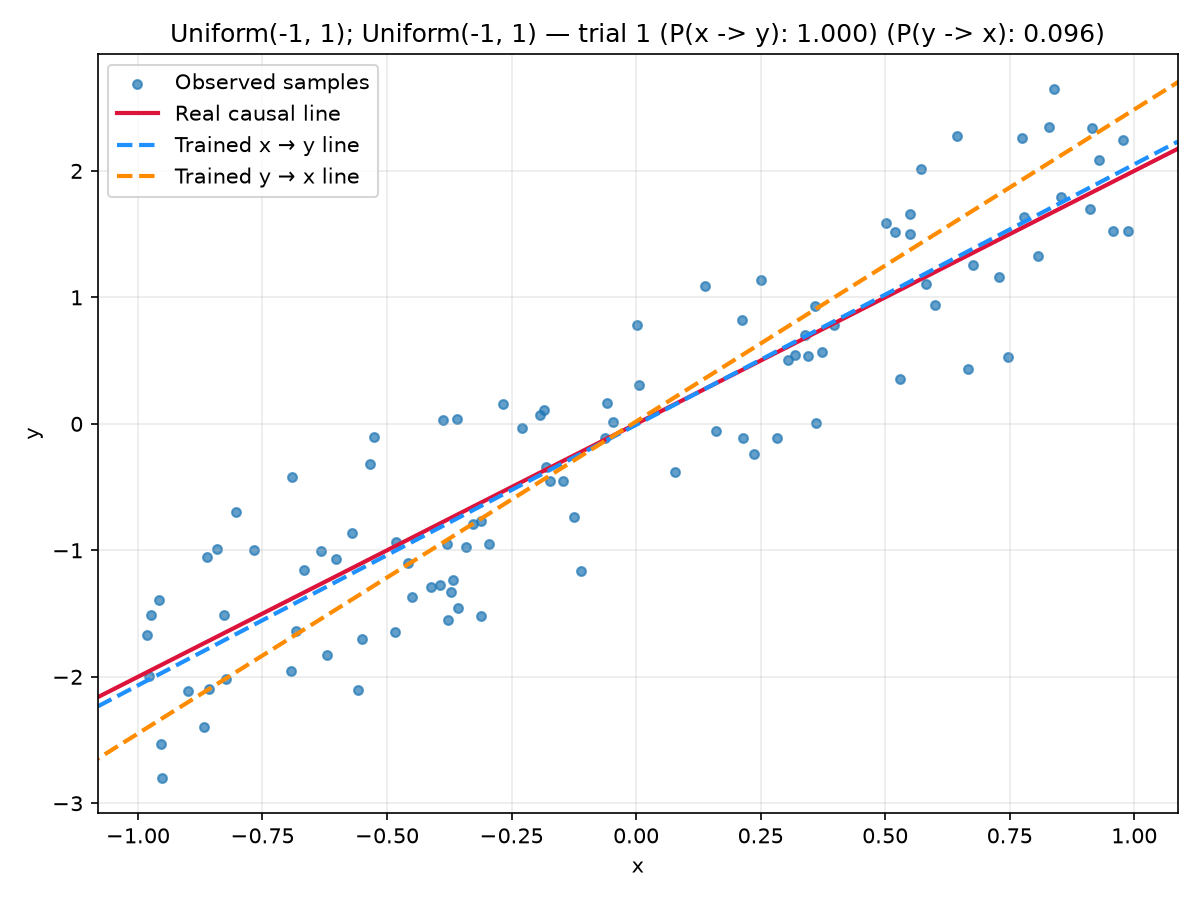 Uniform(-1, 1); Uniform(-1, 1) — trial 1 (P(x -> y): 1.000) (P(y -> x): 0.096)
Observed samples
Real causal line
Trained x → y line
Trained y → x line
2
1
0
−1
−2
−3
y
−1.00 −0.75 −0.50 −0.25 0.00 0.25 0.50 0.75 1.00
x